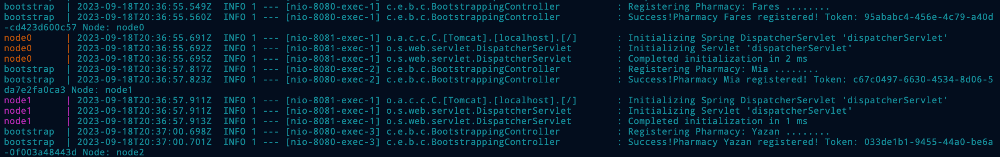 bootstrap  | 2023-09-18T20:36:55.549Z  INFO 1 --- [nio-8080-exec-1] c.e.b.c.BootstrappingController          : Registering Pharmacy: Fares ........
bootstrap  | 2023-09-18T20:36:55.560Z  INFO 1 --- [nio-8080-exec-1] c.e.b.c.BootstrappingController          : Success!Pharmacy Fares registered! Token: 95ababc4-456e-4c79-a40d
-cd423d600c57 Node: node0
node0      | 2023-09-18T20:36:55.691Z  INFO 1 --- [nio-8081-exec-1] o.a.c.c.C.[Tomcat].[localhost].[/]       : Initializing Spring DispatcherServlet 'dispatcherServlet'
node0      | 2023-09-18T20:36:55.692Z  INFO 1 --- [nio-8081-exec-1] o.s.web.servlet.DispatcherServlet        : Initializing Servlet 'dispatcherServlet'
node0      | 2023-09-18T20:36:55.695Z  INFO 1 --- [nio-8081-exec-1] o.s.web.servlet.DispatcherServlet        : Completed initialization in 2 ms
bootstrap  | 2023-09-18T20:36:57.817Z  INFO 1 --- [nio-8080-exec-2] c.e.b.c.BootstrappingController          : Registering Pharmacy: Mia ........
bootstrap  | 2023-09-18T20:36:57.823Z  INFO 1 --- [nio-8080-exec-2] c.e.b.c.BootstrappingController          : Success!Pharmacy Mia registered! Token: c67c0497-6630-4534-8d06-5
da7e2fa0ca3 Node: node1
node1      | 2023-09-18T20:36:57.911Z  INFO 1 --- [nio-8081-exec-1] o.a.c.c.C.[Tomcat].[localhost].[/]       : Initializing Spring DispatcherServlet 'dispatcherServlet'
node1      | 2023-09-18T20:36:57.911Z  INFO 1 --- [nio-8081-exec-1] o.s.web.servlet.DispatcherServlet        : Initializing Servlet 'dispatcherServlet'
node1      | 2023-09-18T20:36:57.913Z  INFO 1 --- [nio-8081-exec-1] o.s.web.servlet.DispatcherServlet        : Completed initialization in 1 ms
bootstrap  | 2023-09-18T20:37:00.698Z  INFO 1 --- [nio-8080-exec-3] c.e.b.c.BootstrappingController          : Registering Pharmacy: Yazan ........
bootstrap  | 2023-09-18T20:37:00.701Z  INFO 1 --- [nio-8080-exec-3] c.e.b.c.BootstrappingController          : Success!Pharmacy Yazan registered! Token: 033de1b1-9455-44a0-be6a
-0f003a48443d Node: node2